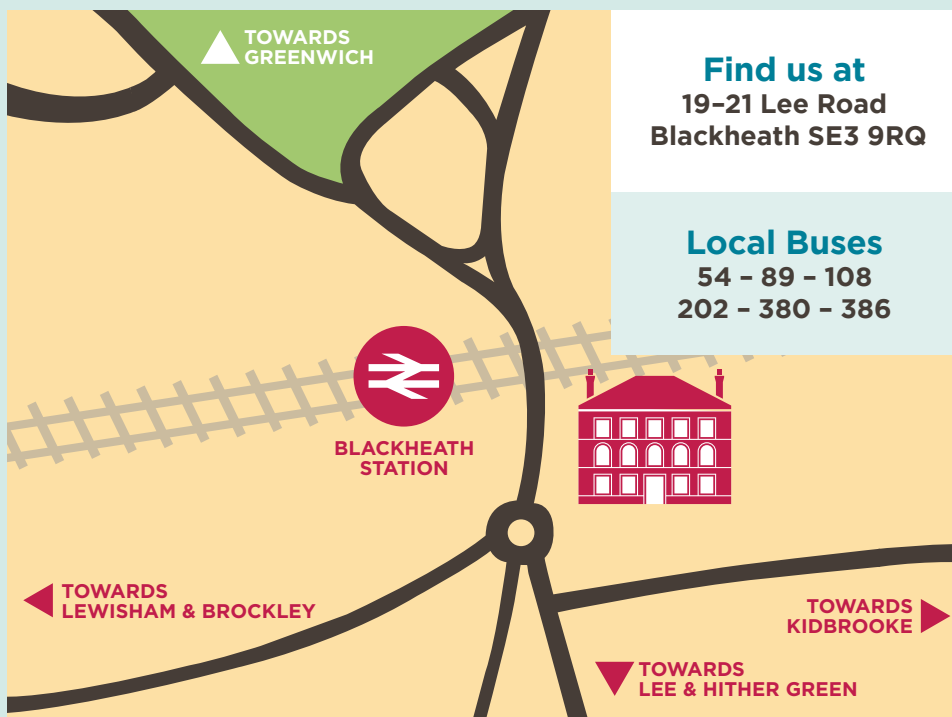 TOWARDS
GREENWICH
Find us at
19–21 Lee Road
Blackheath SE3 9RQ
Local Buses
54 – 89 – 108
202 – 380 – 386
BLACKHEATH
STATION
TOWARDS
LEWISHAM & BROCKLEY
TOWARDS
KIDBROOKE
TOWARDS
LEE & HITHER GREEN